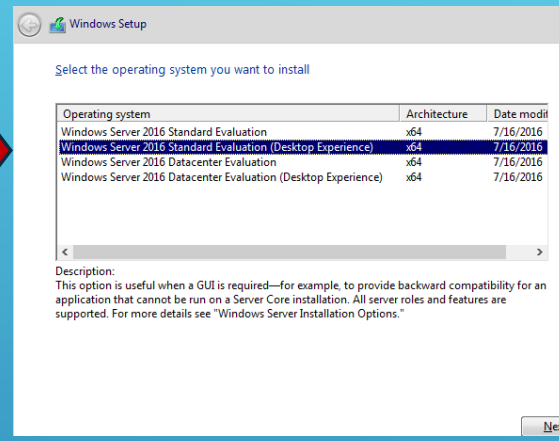 Windows Setup
Select the operating system you want to install
Operating system Architecture Date modif
Windows Server 2016 Standard Evaluation x64 7/16/2016
Windows Server 2016 Standard Evaluation (Desktop Experience) x64 7/16/2016
Windows Server 2016 Datacenter Evaluation x64 7/16/2016
Windows Server 2016 Datacenter Evaluation (Desktop Experience) x64 7/16/2016
Description:
This option is useful when a GUI is required—for example, to provide backward compatibility for an
application that cannot be run on a Server Core installation. All server roles and features are
supported. For more details see "Windows Server Installation Options."
Ne